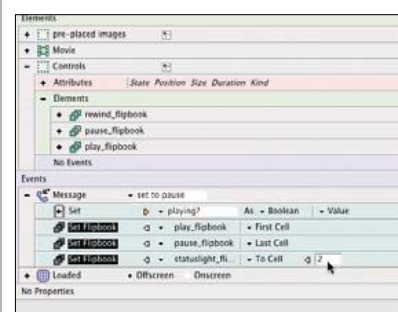 Elements
+ pre-placed images
+ Movie
- Controls
+ Attributes State Position Size Duration Kind
- Elements
+ rewind_flipbook
+ pause_flipbook
+ play_flipbook
No Events
Events
- Message set to pause
Set playing? As Boolean Value
Set Flipbook play_flipbook First Cell
Set Flipbook pause_flipbook Last Cell
Set Flipbook statuslight_fli... To Cell 2
+ Loaded Offscreen Onscreen
No Properties